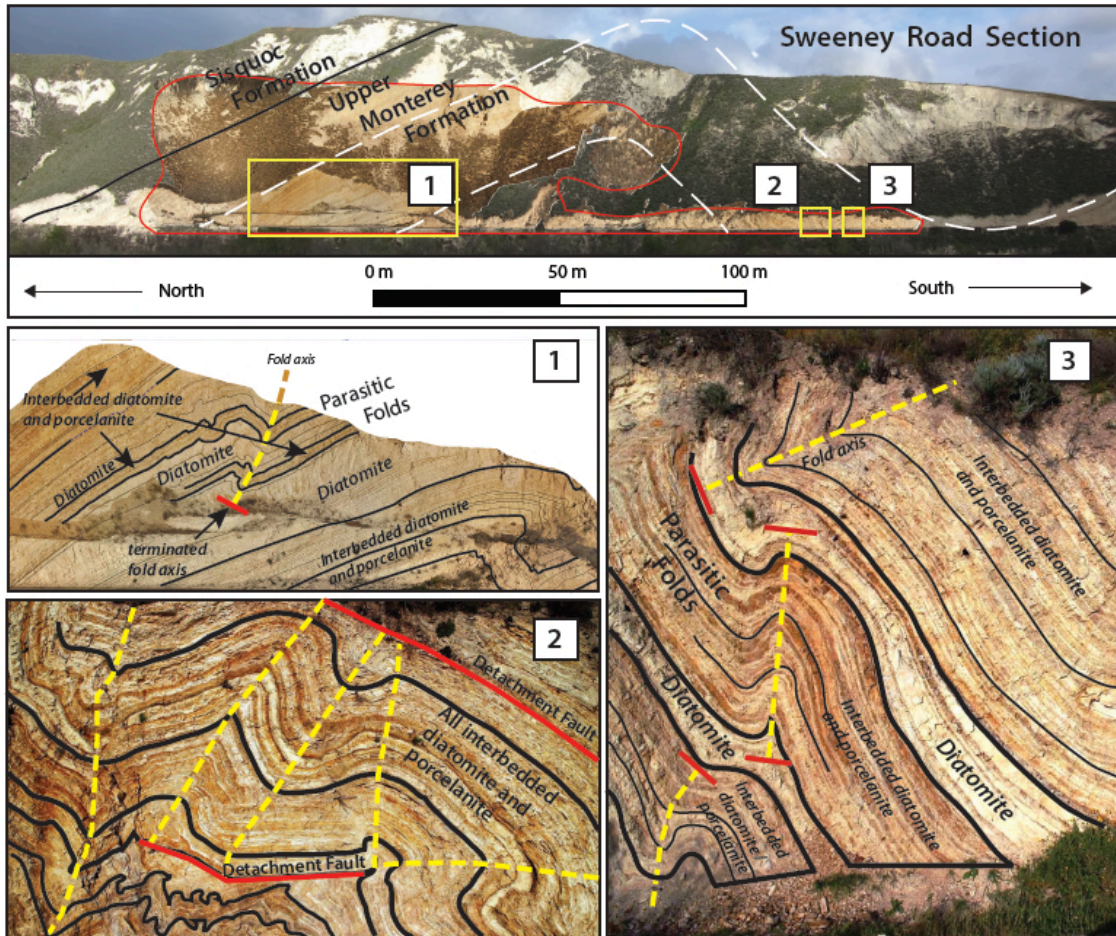 Sweeney Road Section
Sisquoc
Formation
Upper
Monterey
Formation
1
2
3
0 m
50 m
100 m
North
South
1
Fold axis
Interbedded diatomite
and porcelanite
Parasitic
Folds
Diatomite
Diatomite
Diatomite
terminated
fold axis
Interbedded diatomite
and porcelanite
2
Detachment Fault
All interbedded
diatomite and
porcelanite
Detachment Fault
3
Fold axis
Interbedded diatomite
and porcelanite
Parasitic
Folds
Diatomite
Interbedded diatomite
and porcelanite
Diatomite
Interbedded
diatomite/
porcelanite